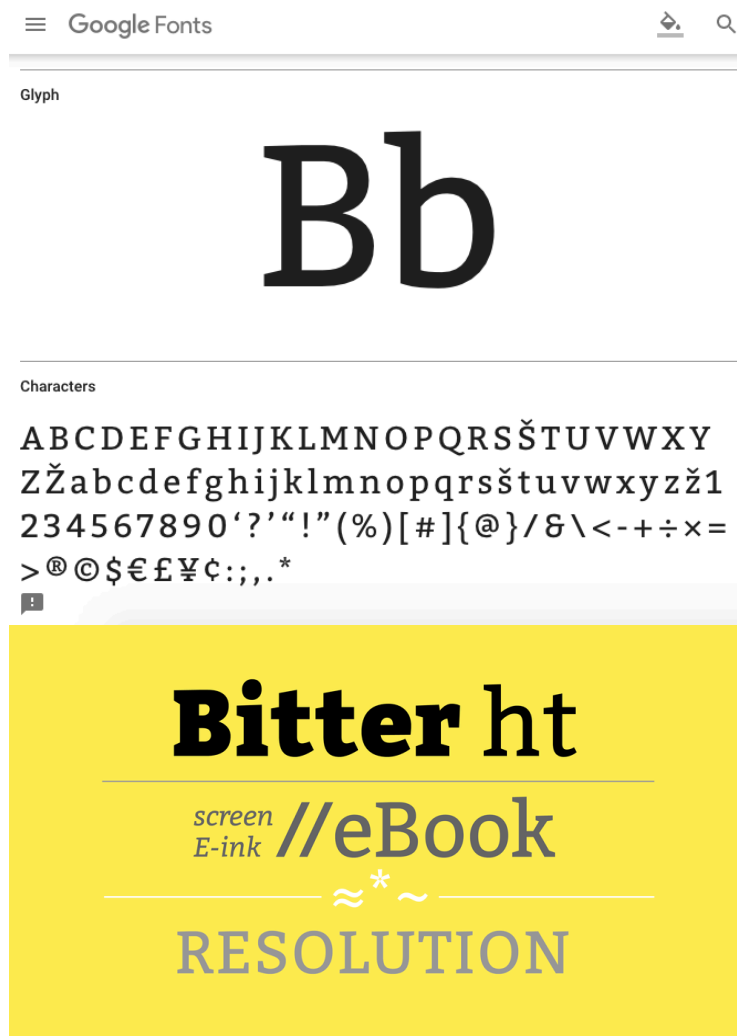 Google Fonts
Glyph
Bb
Characters
ABCDEFGHIJKLMNOPQRSŠTUVWXY
ZŽabcdefghijklmnopqrsštuvwxyzž1
234567890‘?’“!”(%)[#]{@}/&\<-+÷×=
>®©$€£¥¢:;,.*
Bitter ht
screen
E-ink //eBook
≈*~
RESOLUTION